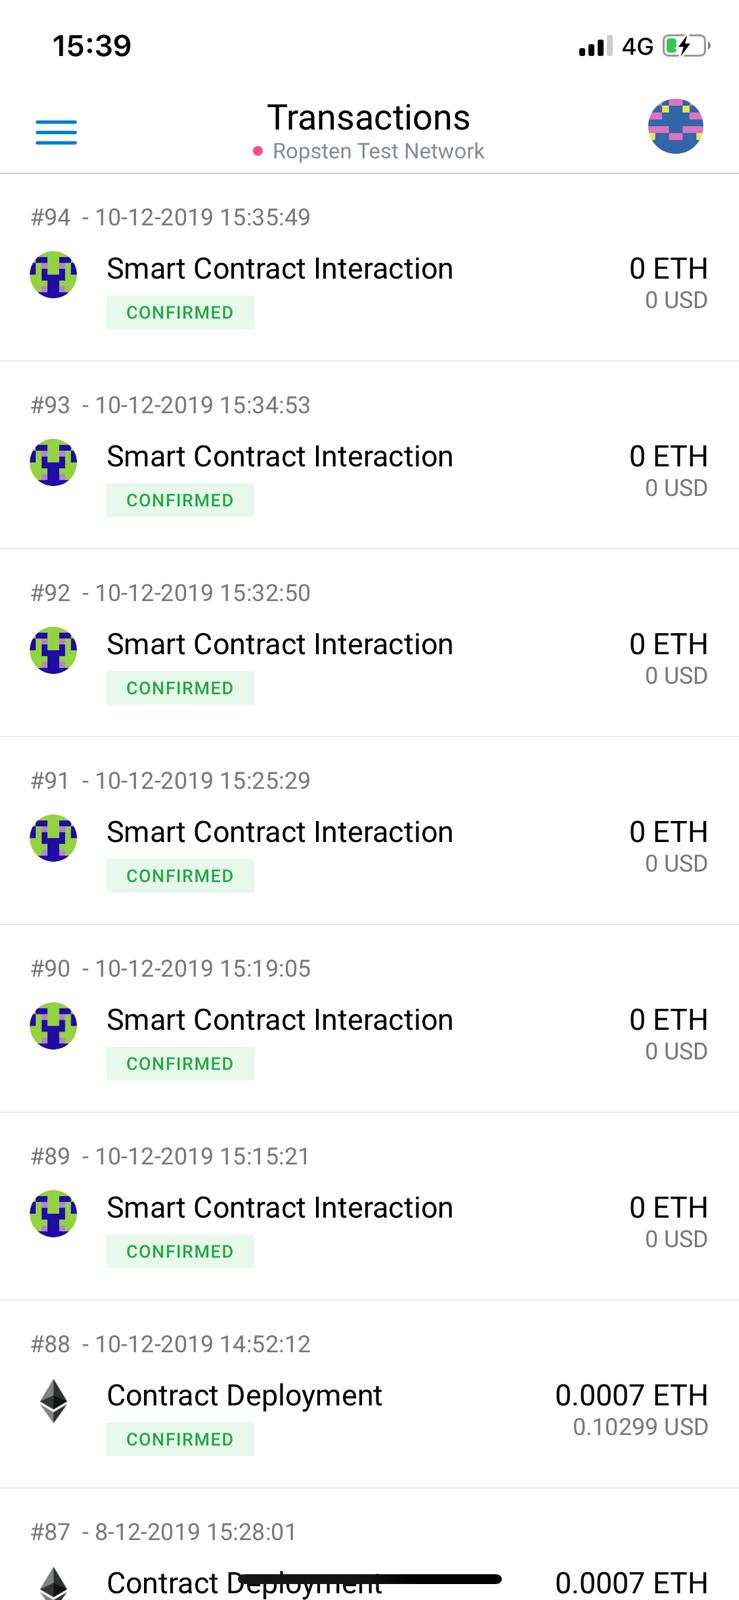 15:39
4G
Transactions
Ropsten Test Network
#94 - 10-12-2019 15:35:49
Smart Contract Interaction
0 ETH
CONFIRMED
0 USD
#93 - 10-12-2019 15:34:53
Smart Contract Interaction
0 ETH
CONFIRMED
0 USD
#92 - 10-12-2019 15:32:50
Smart Contract Interaction
0 ETH
CONFIRMED
0 USD
#91 - 10-12-2019 15:25:29
Smart Contract Interaction
0 ETH
CONFIRMED
0 USD
#90 - 10-12-2019 15:19:05
Smart Contract Interaction
0 ETH
CONFIRMED
0 USD
#89 - 10-12-2019 15:15:21
Smart Contract Interaction
0 ETH
CONFIRMED
0 USD
#88 - 10-12-2019 14:52:12
Contract Deployment
0.0007 ETH
CONFIRMED
0.10299 USD
#87 - 8-12-2019 15:28:01
Contract Deployment
0.0007 ETH